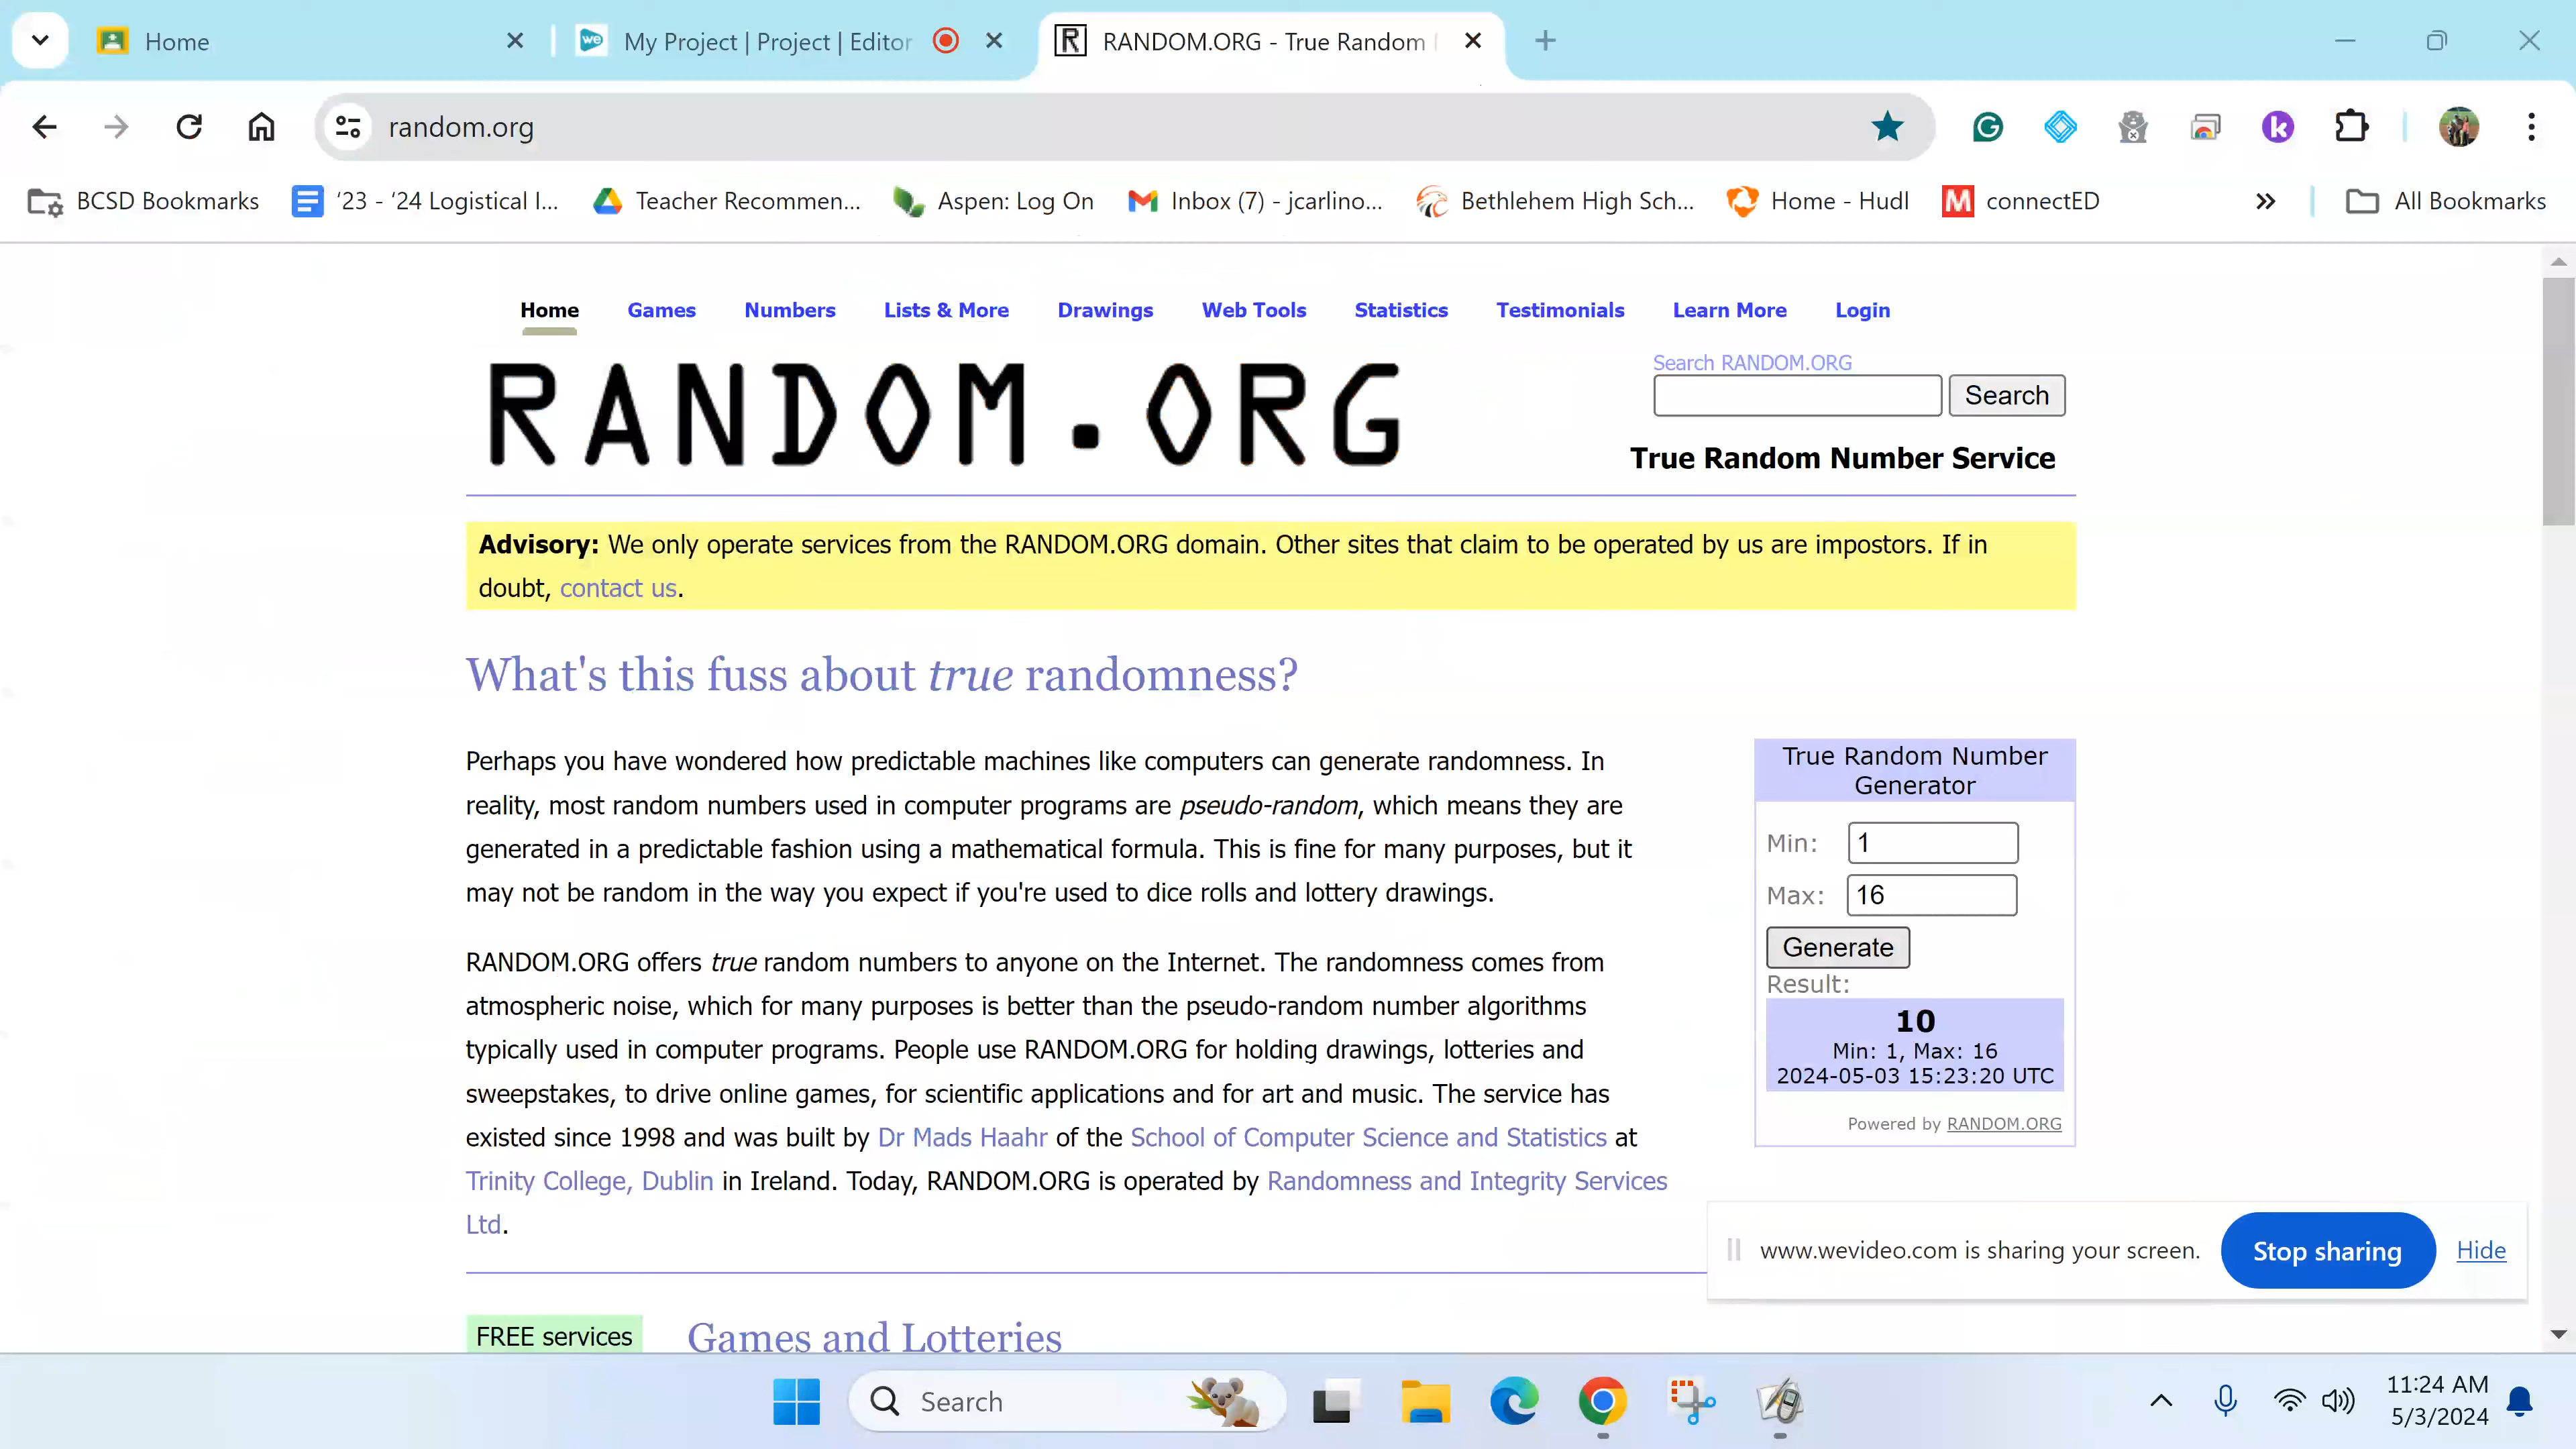 Home
My Project | Project | Editor
RANDOM.ORG - True Random
random.org
BCSD Bookmarks
'23 - '24 Logistical I...
Teacher Recommen...
Aspen: Log On
Inbox (7) - jcarlino...
Bethlehem High Sch...
Home - Hudl
connectED
All Bookmarks
Home Games Numbers Lists & More Drawings Web Tools Statistics Testimonials Learn More Login
RANDOM.ORG
Search RANDOM.ORG
Search
True Random Number Service
Advisory: We only operate services from the RANDOM.ORG domain. Other sites that claim to be operated by us are impostors. If in
doubt, contact us.
What's this fuss about true randomness?
Perhaps you have wondered how predictable machines like computers can generate randomness. In
reality, most random numbers used in computer programs are pseudo-random, which means they are
generated in a predictable fashion using a mathematical formula. This is fine for many purposes, but it
may not be random in the way you expect if you're used to dice rolls and lottery drawings.
RANDOM.ORG offers true random numbers to anyone on the Internet. The randomness comes from
atmospheric noise, which for many purposes is better than the pseudo-random number algorithms
typically used in computer programs. People use RANDOM.ORG for holding drawings, lotteries and
sweepstakes, to drive online games, for scientific applications and for art and music. The service has
existed since 1998 and was built by Dr Mads Haahr of the School of Computer Science and Statistics at
Trinity College, Dublin in Ireland. Today, RANDOM.ORG is operated by Randomness and Integrity Services
Ltd.
True Random Number
Generator
Min: 1
Max: 16
Generate
Result:
10
Min: 1, Max: 16
2024-05-03 15:23:20 UTC
Powered by RANDOM.ORG
www.wevideo.com is sharing your screen.
Stop sharing
Hide
FREE services
Games and Lotteries
Search
11:24 AM
5/3/2024